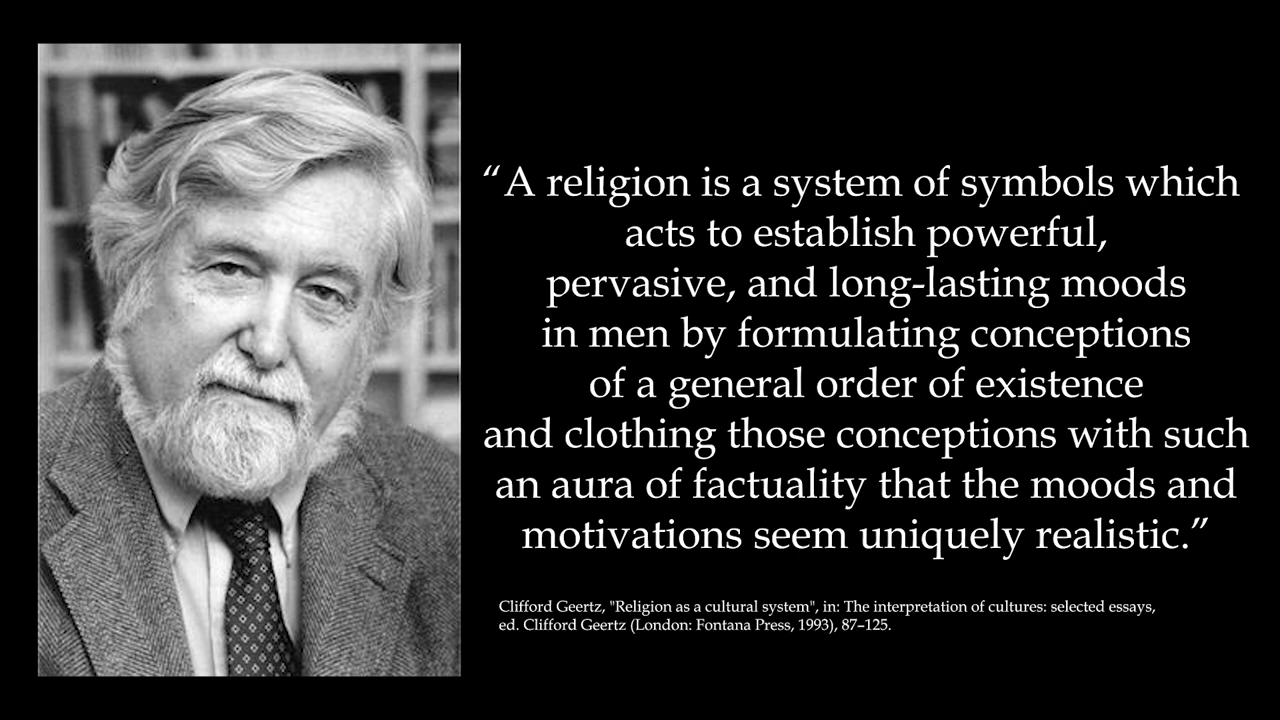 “A religion is a system of symbols which
acts to establish powerful,
pervasive, and long-lasting moods
in men by formulating conceptions
of a general order of existence
and clothing those conceptions with such
an aura of factuality that the moods and
motivations seem uniquely realistic.”
Clifford Geertz, "Religion as a cultural system", in: The interpretation of cultures: selected essays,
ed. Clifford Geertz (London: Fontana Press, 1993), 87–125.